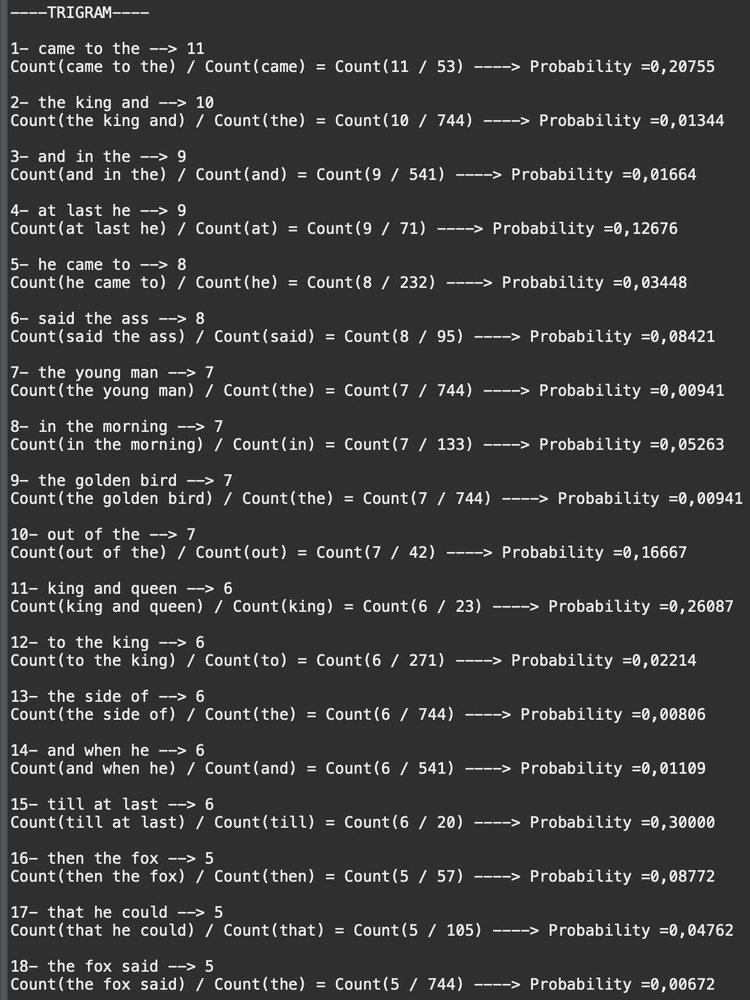 ----TRIGRAM----
1- came to the --> 11
Count(came to the) / Count(came) = Count(11 / 53) ----> Probability =0,20755
2- the king and --> 10
Count(the king and) / Count(the) = Count(10 / 744) ----> Probability =0,01344
3- and in the --> 9
Count(and in the) / Count(and) = Count(9 / 541) ----> Probability =0,01664
4- at last he --> 9
Count(at last he) / Count(at) = Count(9 / 71) ----> Probability =0,12676
5- he came to --> 8
Count(he came to) / Count(he) = Count(8 / 232) ----> Probability =0,03448
6- said the ass --> 8
Count(said the ass) / Count(said) = Count(8 / 95) ----> Probability =0,08421
7- the young man --> 7
Count(the young man) / Count(the) = Count(7 / 744) ----> Probability =0,00941
8- in the morning --> 7
Count(in the morning) / Count(in) = Count(7 / 133) ----> Probability =0,05263
9- the golden bird --> 7
Count(the golden bird) / Count(the) = Count(7 / 744) ----> Probability =0,00941
10- out of the --> 7
Count(out of the) / Count(out) = Count(7 / 42) ----> Probability =0,16667
11- king and queen --> 6
Count(king and queen) / Count(king) = Count(6 / 23) ----> Probability =0,26087
12- to the king --> 6
Count(to the king) / Count(to) = Count(6 / 271) ----> Probability =0,02214
13- the side of --> 6
Count(the side of) / Count(the) = Count(6 / 744) ----> Probability =0,00806
14- and when he --> 6
Count(and when he) / Count(and) = Count(6 / 541) ----> Probability =0,01109
15- till at last --> 6
Count(till at last) / Count(till) = Count(6 / 20) ----> Probability =0,30000
16- then the fox --> 5
Count(then the fox) / Count(then) = Count(5 / 57) ----> Probability =0,08772
17- that he could --> 5
Count(that he could) / Count(that) = Count(5 / 105) ----> Probability =0,04762
18- the fox said --> 5
Count(the fox said) / Count(the) = Count(5 / 744) ----> Probability =0,00672